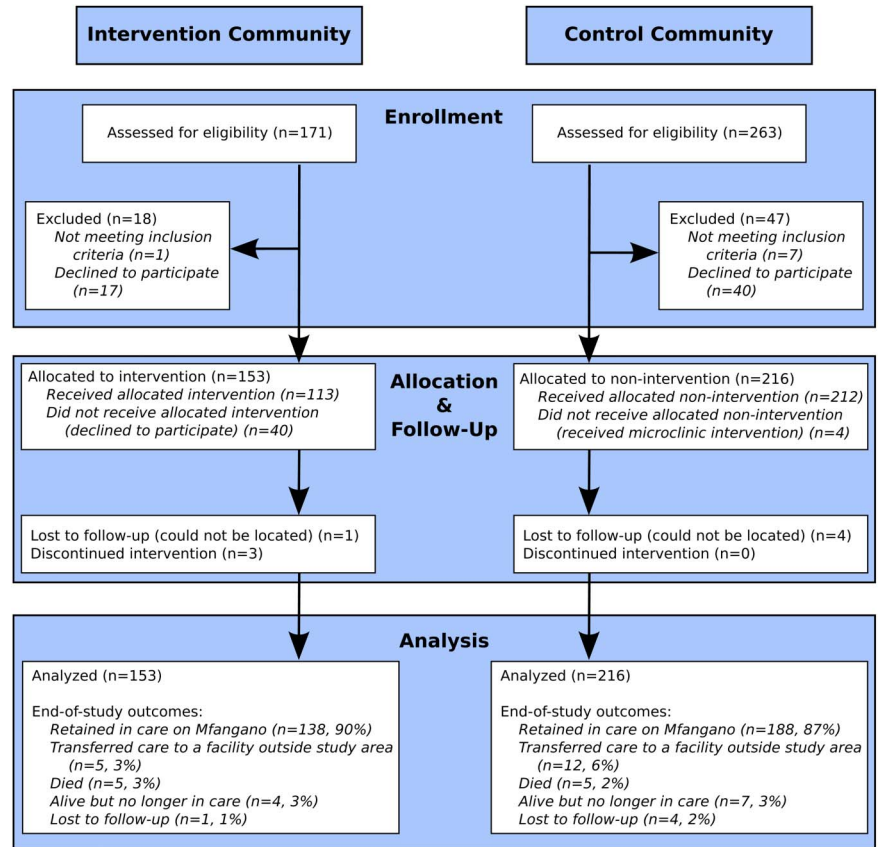 Intervention Community
Control Community
Enrollment
Assessed for eligibility (n=171)
Assessed for eligibility (n=263)
Excluded (n=18)
Not meeting inclusion
criteria (n=1)
Declined to participate
(n=17)
Excluded (n=47)
Not meeting inclusion
criteria (n=7)
Declined to participate
(n=40)
Allocation
&
Follow-Up
Allocated to intervention (n=153)
Received allocated intervention (n=113)
Did not receive allocated intervention
(declined to participate) (n=40)
Allocated to non-intervention (n=216)
Received allocated non-intervention (n=212)
Did not receive allocated non-intervention
(received microclinic intervention) (n=4)
Lost to follow-up (could not be located) (n=1)
Discontinued intervention (n=3)
Lost to follow-up (could not be located) (n=4)
Discontinued intervention (n=0)
Analysis
Analyzed (n=153)
End-of-study outcomes:
Retained in care on Mfangano (n=138, 90%)
Transferred care to a facility outside study area
(n=5, 3%)
Died (n=5, 3%)
Alive but no longer in care (n=4, 3%)
Lost to follow-up (n=1, 1%)
Analyzed (n=216)
End-of-study outcomes:
Retained in care on Mfangano (n=188, 87%)
Transferred care to a facility outside study area
(n=12, 6%)
Died (n=5, 2%)
Alive but no longer in care (n=7, 3%)
Lost to follow-up (n=4, 2%)